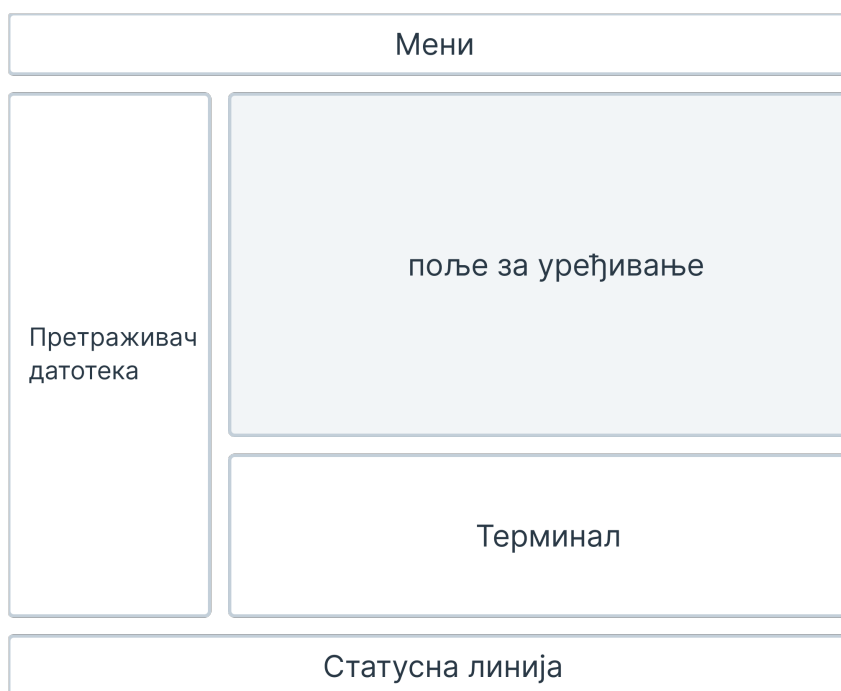 Мени
поље за уређивање
Претраживач
датотека
Терминал
Статусна линија